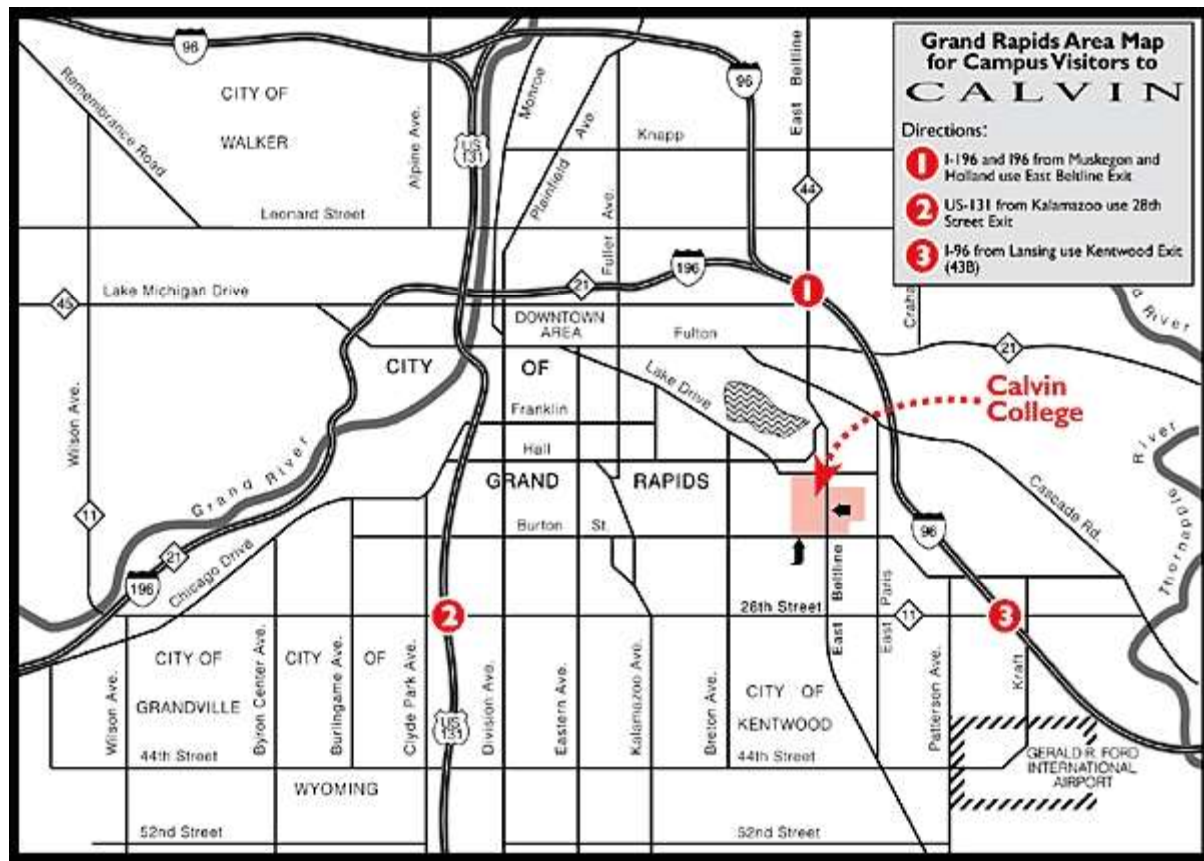 Grand Rapids Area Map
for Campus Visitors to
CALVIN
Directions:
1 I-196 and I96 from Muskegon and
Holland use East Beltline Exit
2 US-131 from Kalamazoo use 28th
Street Exit
3 I-96 from Lansing use Kentwood Exit
(43B)
96
Remembrance Road
CITY OF
WALKER
Alpine Ave.
US
131
Monroe
Plainfield Ave.
96
East Beltline
East Beltline
Knapp
44
Leonard Street
Fuller Ave.
196
21
1
45
Lake Michigan Drive
DOWNTOWN
AREA
Fulton
21
Grand River
CITY OF
Lake Drive
Calvin
College
Wilson Ave.
Franklin
Hall
GRAND RAPIDS
Grand River
11
Burton St.
96
Cascade Rd.
Thornapple River
21
196
Chicago Drive
2
28th Street
East Beltline
East Paris
11
3
CITY OF
GRANDVILLE
CITY OF
WYOMING
Wilson Ave.
Byron Center Ave.
Burlingame Ave.
Clyde Park Ave.
US
131
Division Ave.
Eastern Ave.
Kalamazoo Ave.
Breton Ave.
CITY OF
KENTWOOD
Patterson Ave.
Kraft
44th Street
44th Street
GERALD R. FORD
INTERNATIONAL
AIRPORT
52nd Street
52nd Street